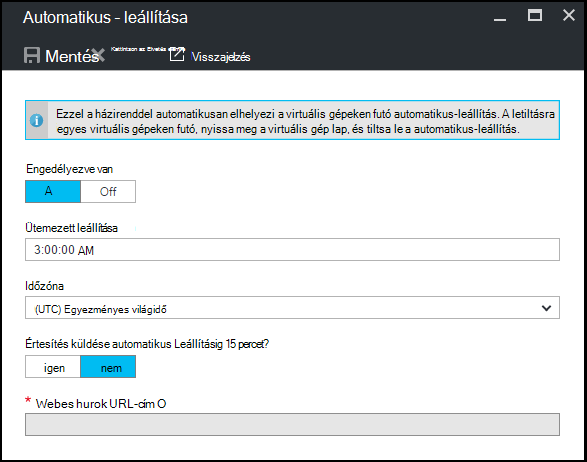 Automatikus - leállítása
Mentés Kattintson az Elvetés Visszajelzés
Ezzel a házirenddel automatikusan elhelyezi a virtuális gépeken futó automatikus-leállítás. A letiltásra
egyes virtuális gépeken futó, nyissa meg a virtuális gép lap, és tiltsa le a automatikus-leállítás.
Engedélyezve van
A Off
Ütemezett leállítása
3:00:00 AM
Időzóna
(UTC) Egyezményes világidő
Értesítés küldése automatikus Leállításig 15 percet?
igen nem
* Webes hurok URL-cím O